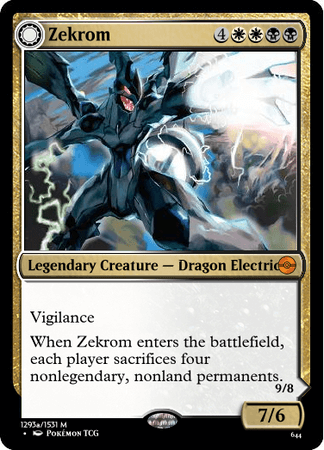 Zekrom 4
Legendary Creature — Dragon Electric
Vigilance
When Zekrom enters the battlefield,
each player sacrifices four
nonlegendary, nonland permanents.
9/8
7/6
1293a/1531 M
• Pokémon TCG
644